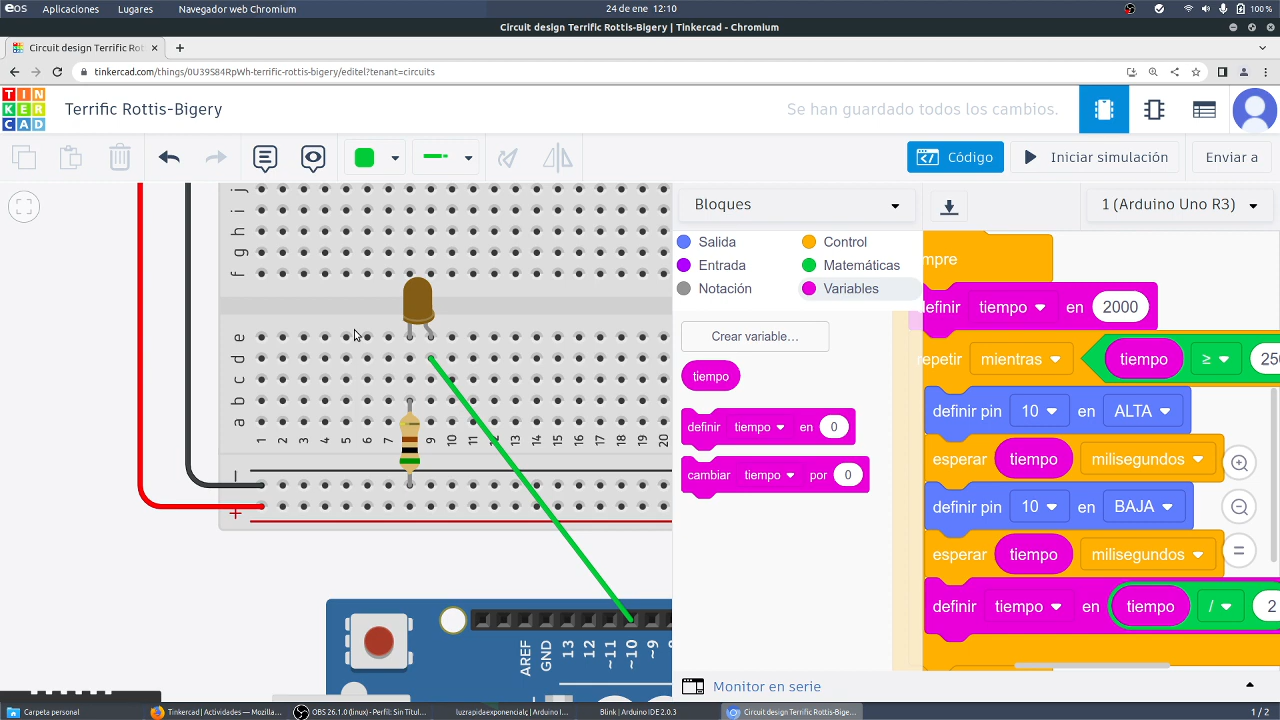 eos Aplicaciones Lugares Navegador web Chromium 24 de ene 12:10 100 %
Circuit design Terrific Rottis-Bigery | Tinkercad - Chromium
Circuit design Terrific Rot
tinkercad.com/things/0U39S84RpWh-terrific-rottis-bigery/editel?tenant=circuits
TIN
KER
CAD
Terrific Rottis-Bigery
Se han guardado todos los cambios.
Código
Iniciar simulación
Enviar a
Bloques
1 (Arduino Uno R3)
Salida
Control
Entrada
Matemáticas
Notación
Variables
Crear variable...
tiempo
definir tiempo en 0
cambiar tiempo por 0
mpre
efinir tiempo en 2000
repetir mientras tiempo ≥ 250
definir pin 10 en ALTA
esperar tiempo milisegundos
definir pin 10 en BAJA
esperar tiempo milisegundos
definir tiempo en tiempo / 2
j
i
h
g
f
e
d
c
b
a
1 2 3 4 5 6 7 8 9 10 11 12 13 14 15 16 17 18 19 20
−
+
AREF
GND
13
12
~11
~10
~9
Monitor en serie
Carpeta personal
Tinkercad | Actividades — Mozilla...
OBS 26.1.0 (linux) - Perfil: Sin Titul...
luzrapidaexponencialç | Arduino I...
Blink | Arduino IDE 2.0.3
Circuit design Terrific Rottis-Bige...
1 / 2